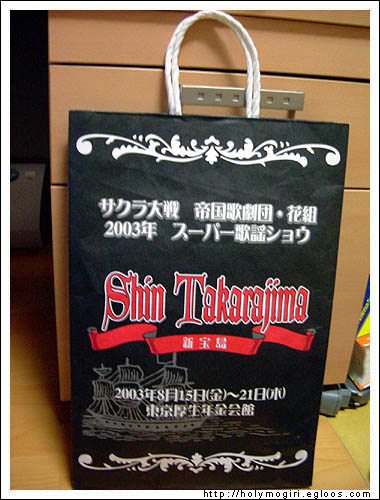 サクラ大戦 帝国歌劇団・花組
2003年 スーパー歌謡ショウ
Shin Takarajima
新宝島
2003年8月15日(金)〜21日(木)
東京厚生年金会館
http://holymogiri.egloos.com